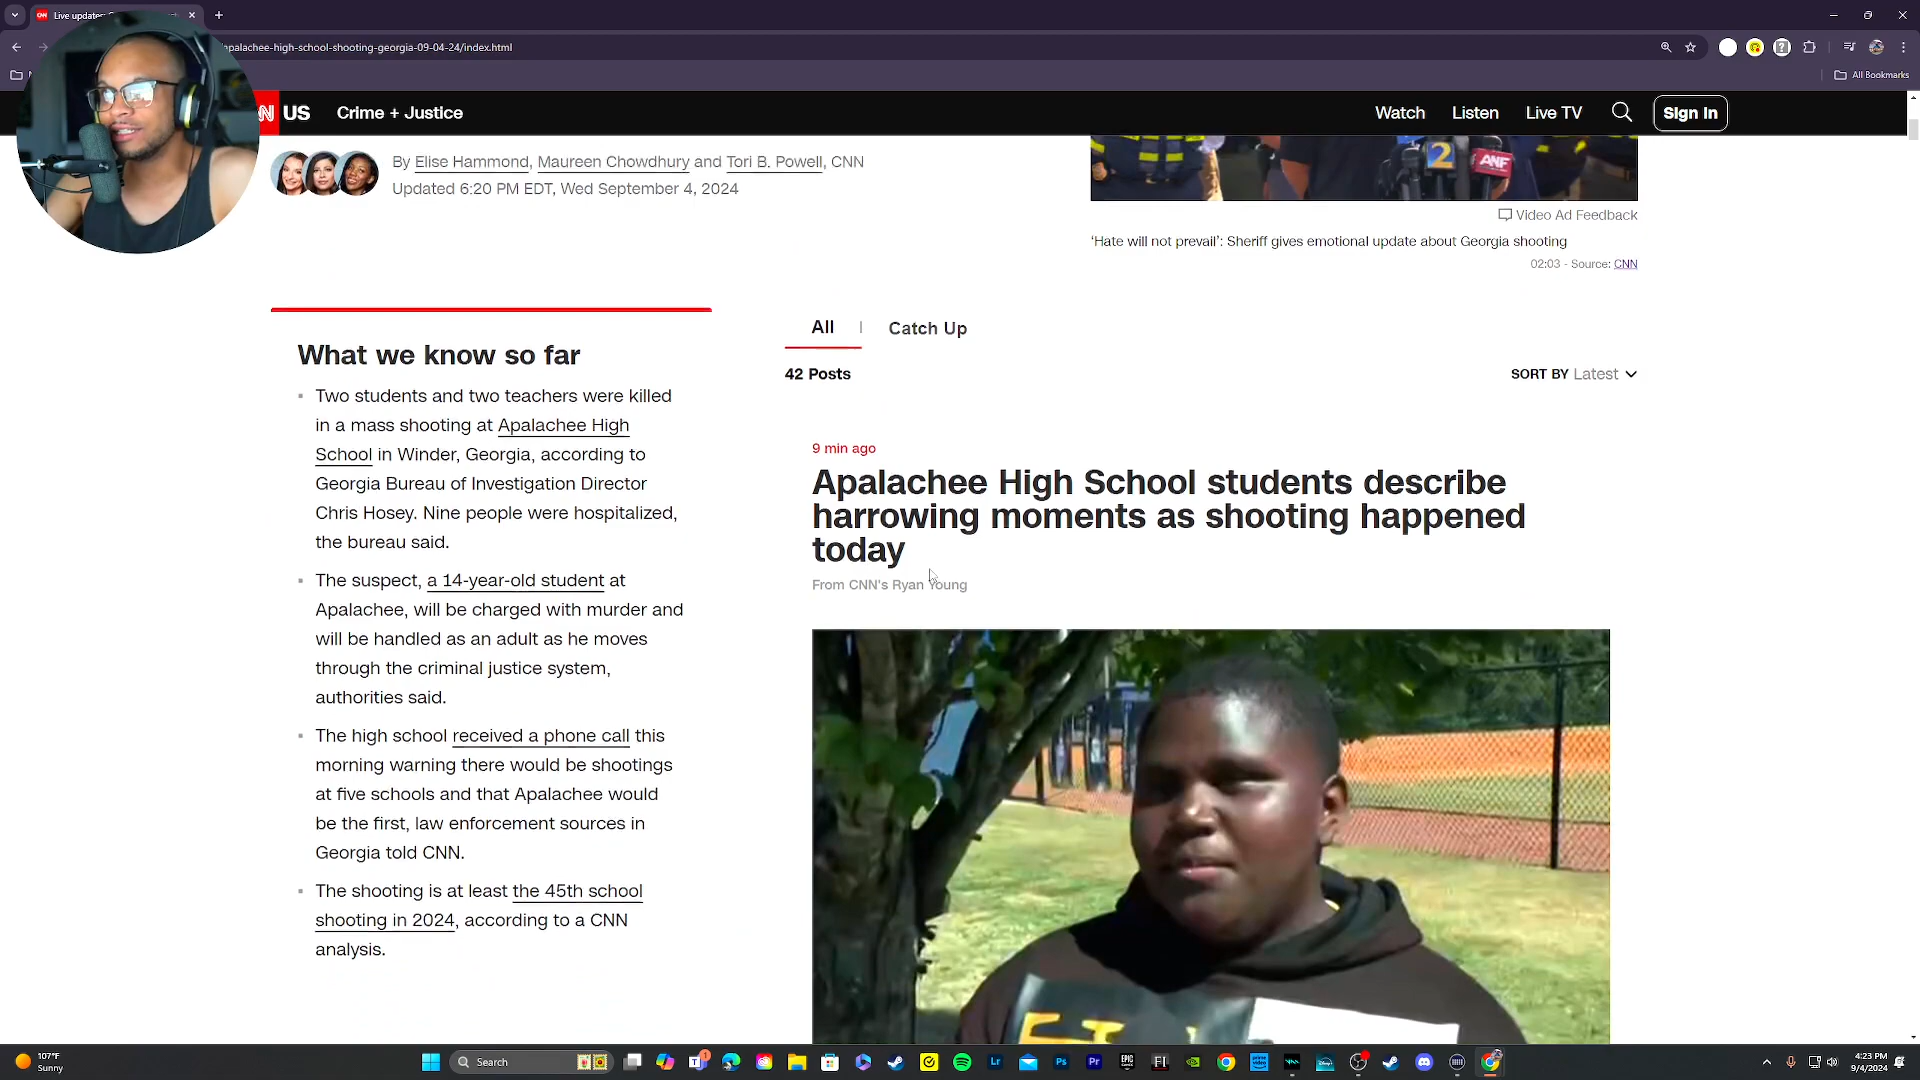 Live update
apalachee-high-school-shooting-georgia-09-04-24/index.html
All Bookmarks
US
Crime + Justice
Watch
Listen
Live TV
Sign In
By Elise Hammond, Maureen Chowdhury and Tori B. Powell, CNN
Updated 6:20 PM EDT, Wed September 4, 2024
2
ANF
Video Ad Feedback
'Hate will not prevail': Sheriff gives emotional update about Georgia shooting
02:03 - Source: CNN
What we know so far
Two students and two teachers were killed
in a mass shooting at Apalachee High
School in Winder, Georgia, according to
Georgia Bureau of Investigation Director
Chris Hosey. Nine people were hospitalized,
the bureau said.
The suspect, a 14-year-old student at
Apalachee, will be charged with murder and
will be handled as an adult as he moves
through the criminal justice system,
authorities said.
The high school received a phone call this
morning warning there would be shootings
at five schools and that Apalachee would
be the first, law enforcement sources in
Georgia told CNN.
The shooting is at least the 45th school
shooting in 2024, according to a CNN
analysis.
All
Catch Up
42 Posts
SORT BY Latest
9 min ago
Apalachee High School students describe
harrowing moments as shooting happened
today
From CNN's Ryan Young
107°F
Sunny
Search
Lr
Ps
Pr
EPIC
FI
4:23 PM
9/4/2024